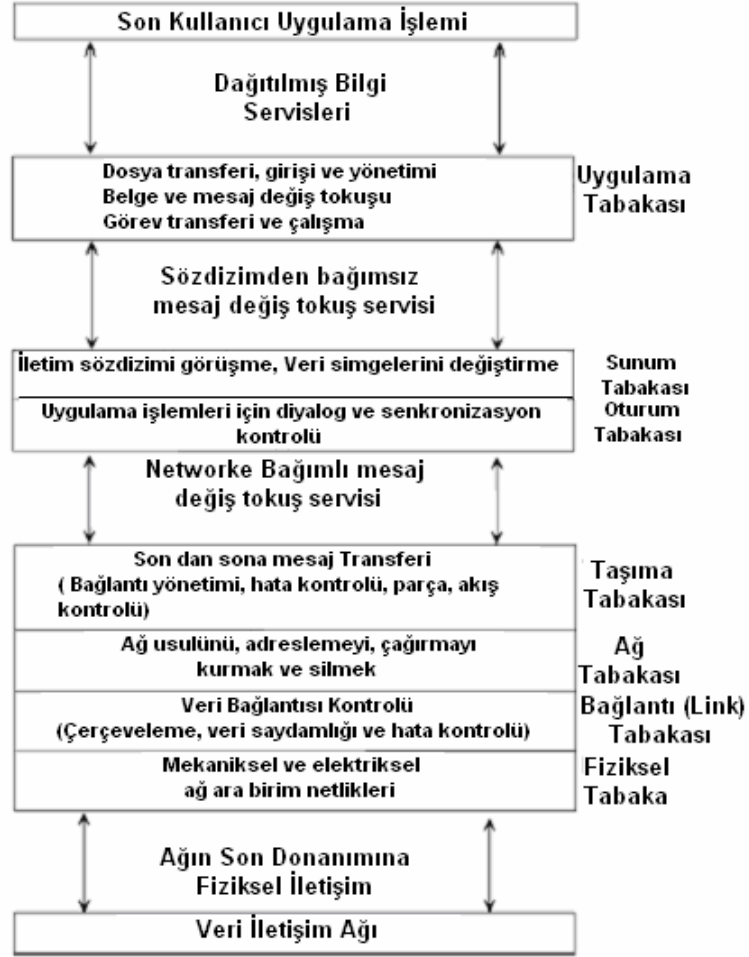 Son Kullanıcı Uygulama İşlemi
Dağıtılmış Bilgi
Servisleri
Dosya transferi, girişi ve yönetimi
Belge ve mesaj değiş tokuşu
Görev transferi ve çalışma
Uygulama
Tabakası
Sözdizimden bağımsız
mesaj değiş tokuş servisi
İletim sözdizimi görüşme, Veri simgelerini değiştirme
Sunum
Tabakası
Uygulama işlemleri için diyalog ve senkronizasyon
kontrolü
Oturum
Tabakası
Networke Bağımlı mesaj
değiş tokuş servisi
Son dan sona mesaj Transferi
( Bağlantı yönetimi, hata kontrolü, parça, akış
kontrolü)
Taşıma
Tabakası
Ağ usulünü, adreslemeyi, çağırmayı
kurmak ve silmek
Ağ
Tabakası
Veri Bağlantısı Kontrolü
(Çerçeveleme, veri saydamlığı ve hata kontrolü)
Bağlantı (Link)
Tabakası
Mekaniksel ve elektriksel
ağ ara birim netlikleri
Fiziksel
Tabaka
Ağın Son Donanımına
Fiziksel İletişim
Veri İletişim Ağı